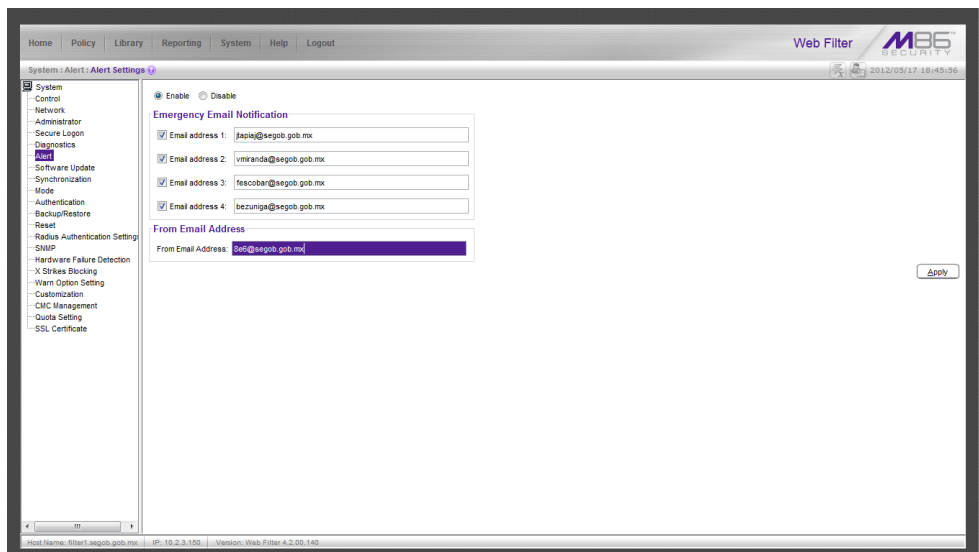 Home Policy Library Reporting System Help Logout
Web Filter
M86 SECURITY
System : Alert : Alert Settings
2012/05/17 18:45:56
System
Control
Network
Administrator
Secure Logon
Diagnostics
Alert
Software Update
Synchronization
Mode
Authentication
Backup/Restore
Reset
Radius Authentication Settings
SNMP
Hardware Failure Detection
X Strikes Blocking
Warn Option Setting
Customization
CMC Management
Quota Setting
SSL Certificate
Enable Disable
Emergency Email Notification
Email address 1: jtapiaj@segob.gob.mx
Email address 2: vmiranda@segob.gob.mx
Email address 3: fescobar@segob.gob.mx
Email address 4: bezuniga@segob.gob.mx
From Email Address
From Email Address: 8e6@segob.gob.mx
Apply
Host Name: filter1.segob.gob.mx IP: 10.2.3.150 Version: Web Filter 4.2.00.140